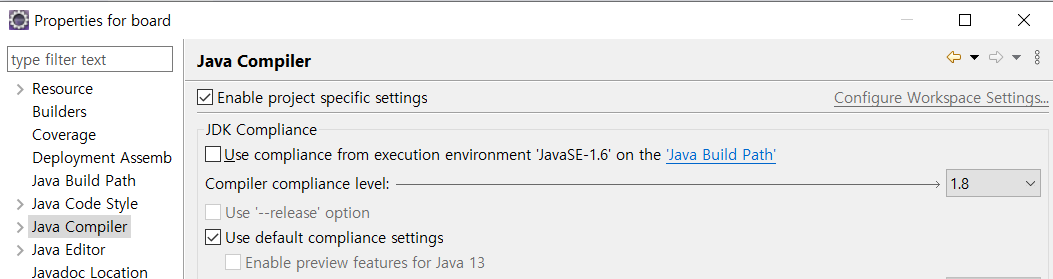 Properties for board
type filter text
Resource
Builders
Coverage
Deployment Assemb
Java Build Path
Java Code Style
Java Compiler
Java Editor
Javadoc Location
Java Compiler
Enable project specific settings
Configure Workspace Settings...
JDK Compliance
Use compliance from execution environment 'JavaSE-1.6' on the 'Java Build Path'
Compiler compliance level:
1.8
Use '--release' option
Use default compliance settings
Enable preview features for Java 13